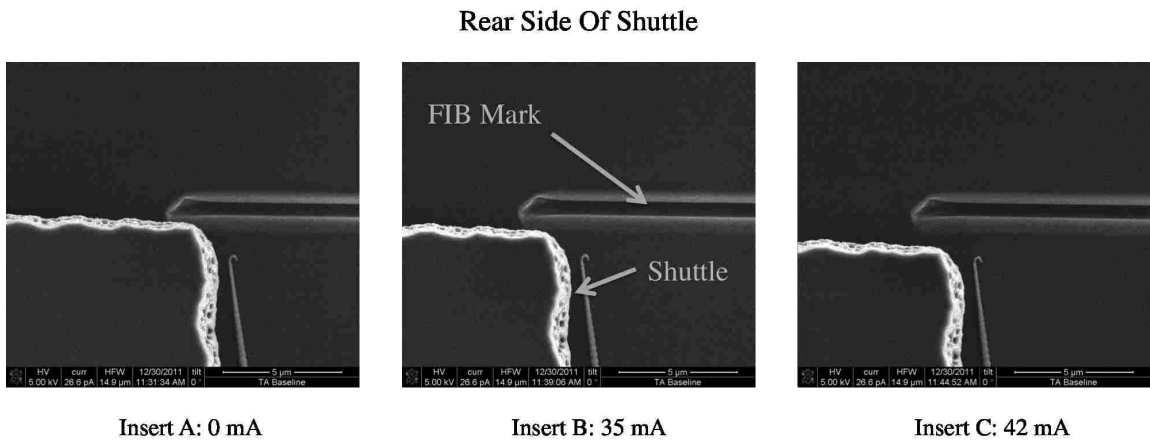 Rear Side Of Shuttle
FIB Mark
Shuttle
HV curr HFW 12/30/2011 tilt 5 µm
5.00 kV 26.6 pA 14.9 µm 11:31:34 AM 0 ° TA Baseline
HV curr HFW 12/30/2011 tilt 5 µm
5.00 kV 26.6 pA 14.9 µm 11:39:06 AM 0 ° TA Baseline
HV curr HFW 12/30/2011 tilt 5 µm
5.00 kV 26.6 pA 14.9 µm 11:44:52 AM 0 ° TA Baseline
Insert A: 0 mA
Insert B: 35 mA
Insert C: 42 mA